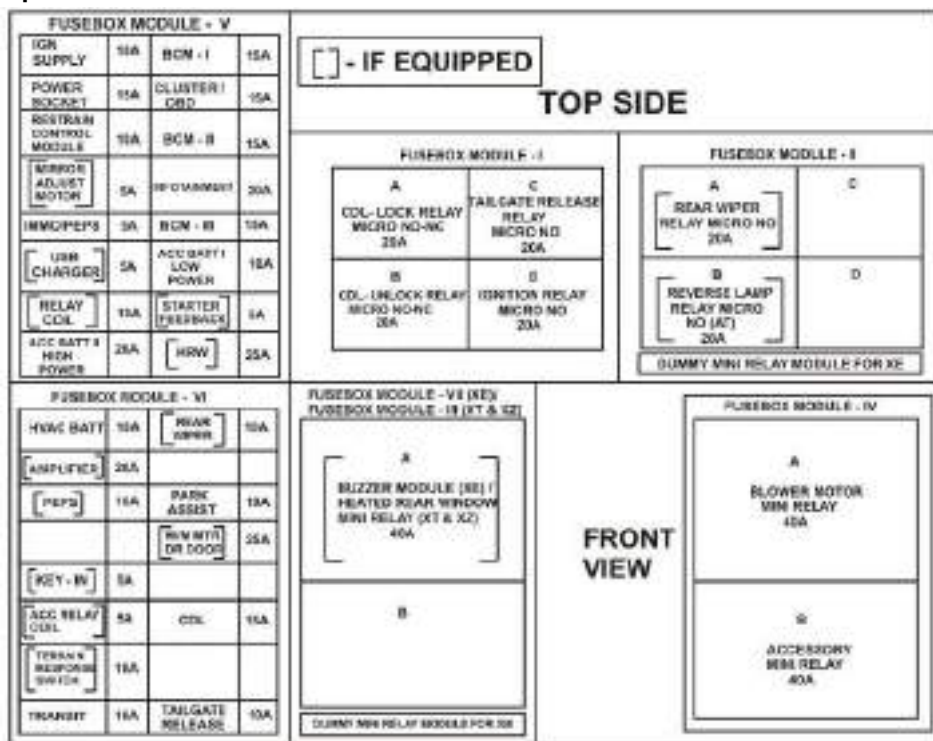 FUSEBOX MODULE - V
IGN SUPPLY 10A BCM - I 15A
POWER SOCKET 15A CLUSTER / OBD 15A
RESTRAIN CONTROL MODULE 10A BCM - II 15A
[MIRROR ADJUST MOTOR] 5A INFOTAINMENT 20A
IMMO/PEPS 5A BCM - III 10A
[USB CHARGER] 5A ACC BATT I LOW POWER 10A
[RELAY COIL] 10A [STARTER FEEDBACK] 5A
ACC BATT II HIGH POWER 20A [HRW] 25A
[ ] - IF EQUIPPED
TOP SIDE
FUSEBOX MODULE - I
A
CDL-LOCK RELAY
MICRO NO-NC
20A
C
TAILGATE RELEASE
RELAY
MICRO NO
20A
B
CDL-UNLOCK RELAY
MICRO NO-NC
20A
D
IGNITION RELAY
MICRO NO
20A
FUSEBOX MODULE - II
A
REAR WIPER
RELAY MICRO NO
20A
C
B
REVERSE LAMP
RELAY MICRO
NO (AT)
20A
D
DUMMY MINI RELAY MODULE FOR XE
FUSEBOX MODULE - VI
HVAC BATT 10A [REAR WIPER] 10A
[AMPLIFIER] 20A
[PEPS] 10A PARK ASSIST 10A
DR DOOR 25A
[KEY - IN] 5A
[ACC RELAY COIL] 5A CDL 15A
[TERRAIN RESPONSE SWITCH] 10A
TRANSIT 10A TAILGATE RELEASE 10A
FUSEBOX MODULE - VII (XE)/
FUSEBOX MODULE - III (XT & XZ)
A
BUZZER MODULE (XE) /
HEATED REAR WINDOW
MINI RELAY (XT & XZ)
40A
B
DUMMY MINI RELAY MODULE FOR XE
FRONT
VIEW
FUSEBOX MODULE - IV
A
BLOWER MOTOR
MINI RELAY
40A
B
ACCESSORY
MINI RELAY
40A